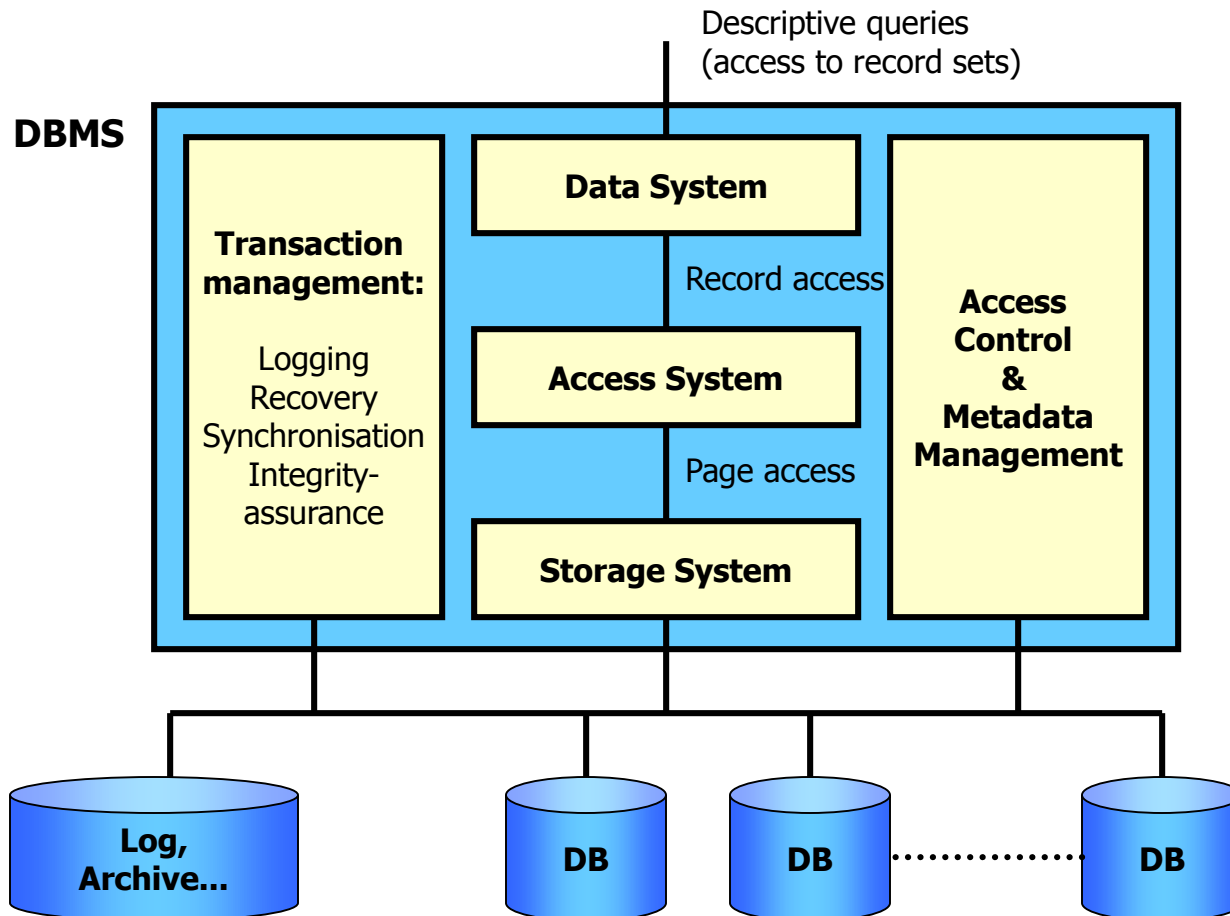 Descriptive queries
(access to record sets)
DBMS
Transaction
management:
Logging
Recovery
Synchronisation
Integrity-
assurance
Data System
Record access
Access System
Page access
Storage System
Access
Control
&
Metadata
Management
Log,
Archive...
DB
DB
DB